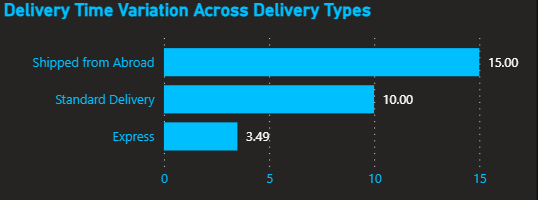 Delivery Time Variation Across Delivery Types
Shipped from Abroad 15.00
Standard Delivery 10.00
Express 3.49
0 5 10 15